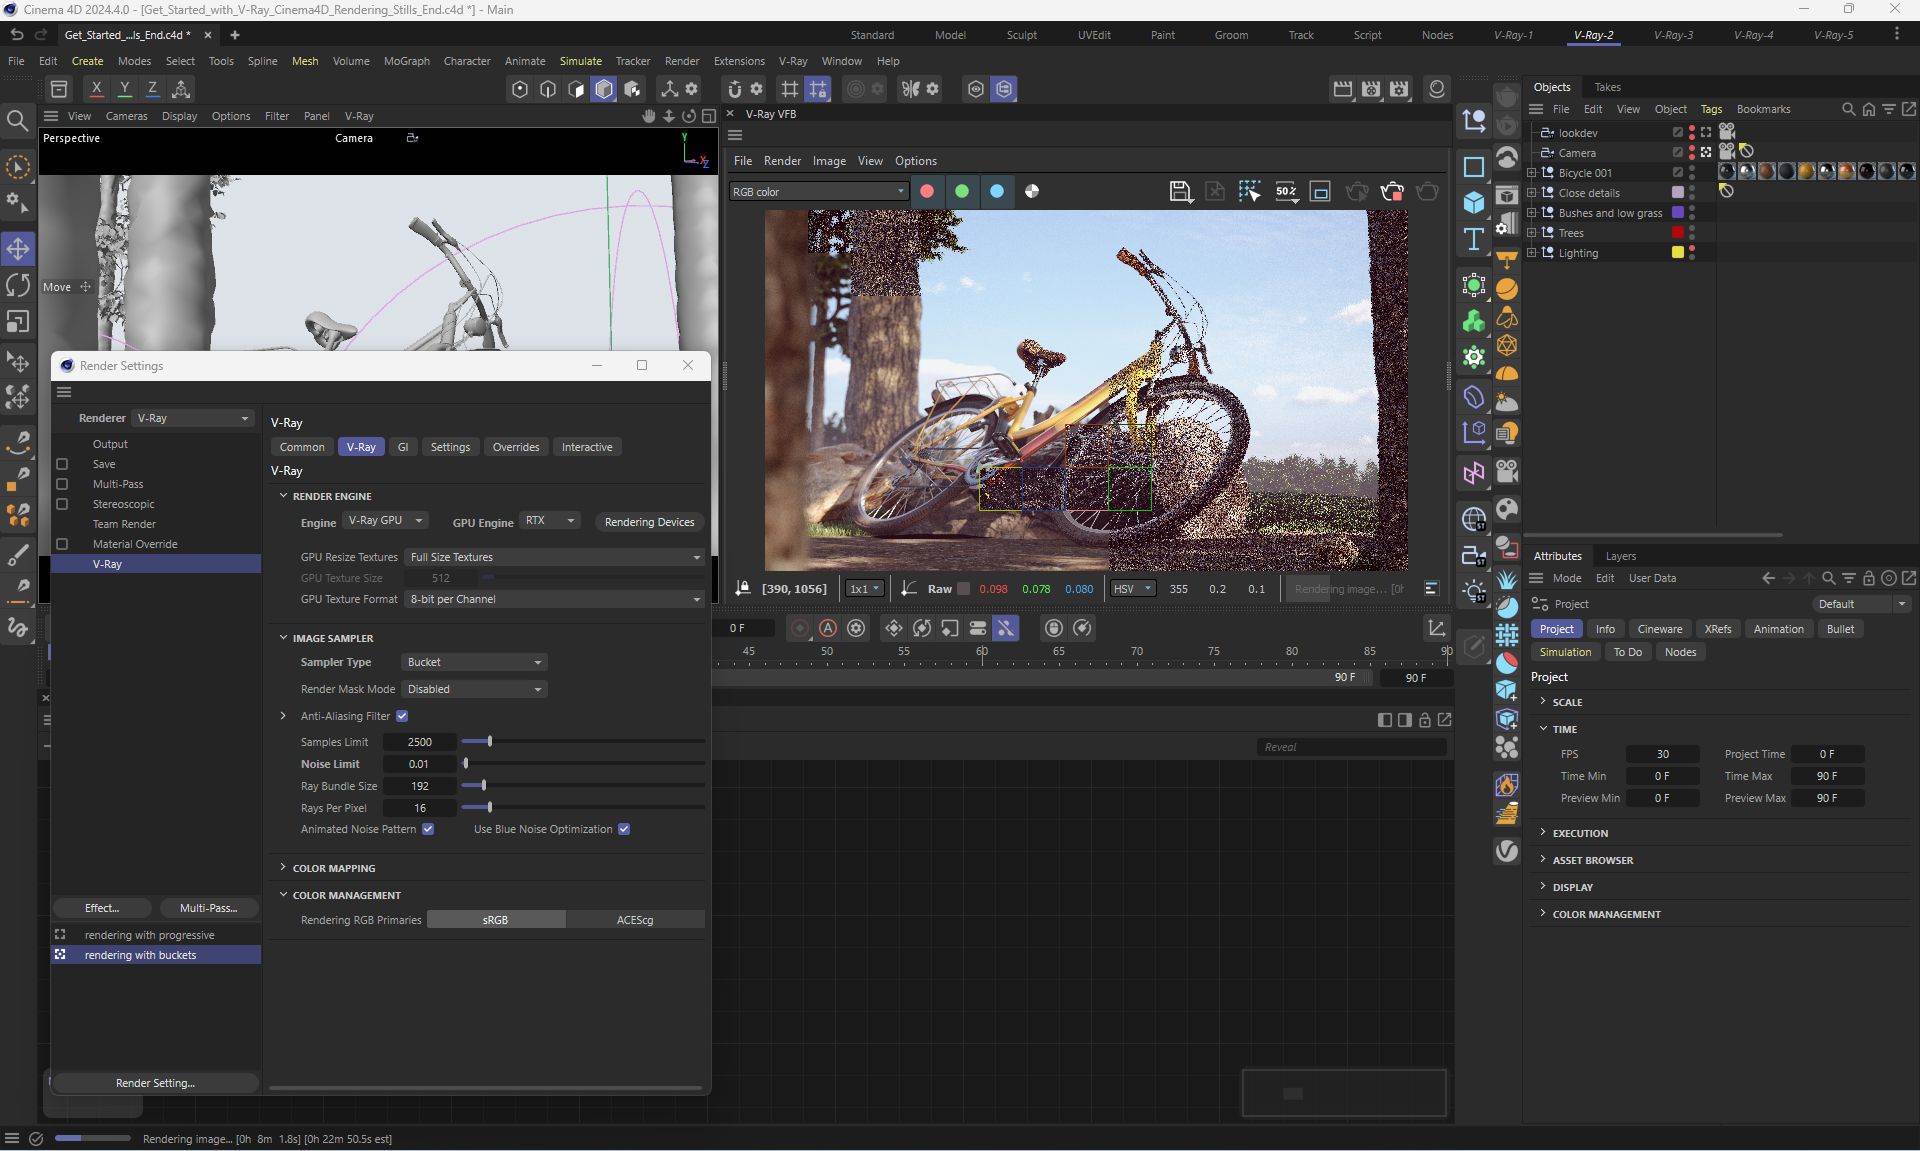 Cinema 4D 2024.4.0 - [Get_Started_with_V-Ray_Cinema4D_Rendering_Stills_End.c4d *] - Main
Get_Started_...ls_End.c4d *
Standard Model Sculpt UVEdit Paint Groom Track Script Nodes V-Ray-1 V-Ray-2 V-Ray-3 V-Ray-4 V-Ray-5
File Edit Create Modes Select Tools Spline Mesh Volume MoGraph Character Animate Simulate Tracker Render Extensions V-Ray Window Help
X Y Z
View Cameras Display Options Filter Panel V-Ray
Perspective
Camera
Y
X
Z
Move
V-Ray VFB
File Render Image View Options
RGB color
50%
[390, 1056]
1x1
Raw
0.098
0.078
0.080
HSV
355
0.2
0.1
Rendering image... [0h
Render Settings
Renderer
V-Ray
Output
Save
Multi-Pass
Stereoscopic
Team Render
Material Override
V-Ray
Effect...
Multi-Pass...
rendering with progressive
rendering with buckets
Render Setting...
V-Ray
Common V-Ray GI Settings Overrides Interactive
V-Ray
RENDER ENGINE
Engine V-Ray GPU
GPU Engine RTX
Rendering Devices
GPU Resize Textures Full Size Textures
GPU Texture Size 512
GPU Texture Format 8-bit per Channel
IMAGE SAMPLER
Sampler Type Bucket
Render Mask Mode Disabled
Anti-Aliasing Filter
Samples Limit 2500
Noise Limit 0.01
Ray Bundle Size 192
Rays Per Pixel 16
Animated Noise Pattern
Use Blue Noise Optimization
COLOR MAPPING
COLOR MANAGEMENT
Rendering RGB Primaries sRGB ACEScg
0 F
45 50 55 60 65 70 75 80 85 90
90 F
90 F
Reveal
Objects Takes
File Edit View Object Tags Bookmarks
lookdev
Camera
Bicycle 001
Close details
Bushes and low grass
Trees
Lighting
ST
ST
ST
Attributes Layers
Mode Edit User Data
Project
Default
Project Info Cineware XRefs Animation Bullet
Simulation To Do Nodes
Project
SCALE
TIME
FPS 30 Project Time 0 F
Time Min 0 F Time Max 90 F
Preview Min 0 F Preview Max 90 F
EXECUTION
ASSET BROWSER
DISPLAY
COLOR MANAGEMENT
Rendering image... [0h 8m 1.8s] [0h 22m 50.5s est]